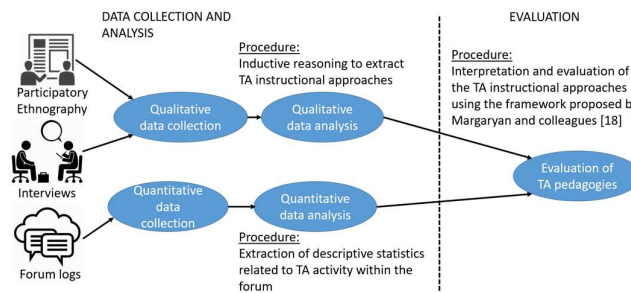 DATA COLLECTION AND
ANALYSIS
EVALUATION
Procedure:
Inductive reasoning to extract
TA instructional approaches
Procedure:
Interpretation and evaluation of
the TA instructional approaches
using the framework proposed b
Margaryan and colleagues [18]
Participatory
Ethnography
Qualitative
data collection
Qualitative
data analysis
Interviews
Evaluation of
TA pedagogies
Quantitative
data
collection
Quantitative
data analysis
Forum logs
Procedure:
Extraction of descriptive statistics
related to TA activity within the
forum